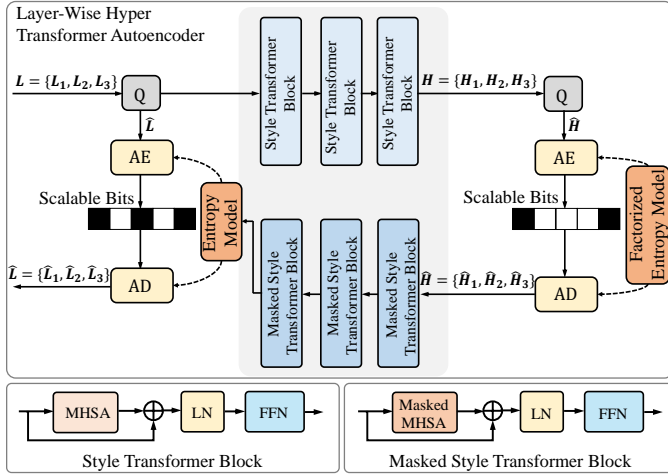 Layer-Wise Hyper
Transformer Autoencoder
L = {L₁, L₂, L₃}
Q
L̂
AE
Scalable Bits
AD
L̂ = {L̂₁, L̂₂, L̂₃}
Entropy
Model
Style Transformer
Block
Style Transformer
Block
Style Transformer
Block
Masked Style
Transformer Block
Masked Style
Transformer Block
Masked Style
Transformer Block
H = {H₁, H₂, H₃}
Q
Ĥ
AE
Scalable Bits
AD
Ĥ = {Ĥ₁, Ĥ₂, Ĥ₃}
Factorized
Entropy Model
MHSA
LN
FFN
Style Transformer Block
Masked
MHSA
LN
FFN
Masked Style Transformer Block